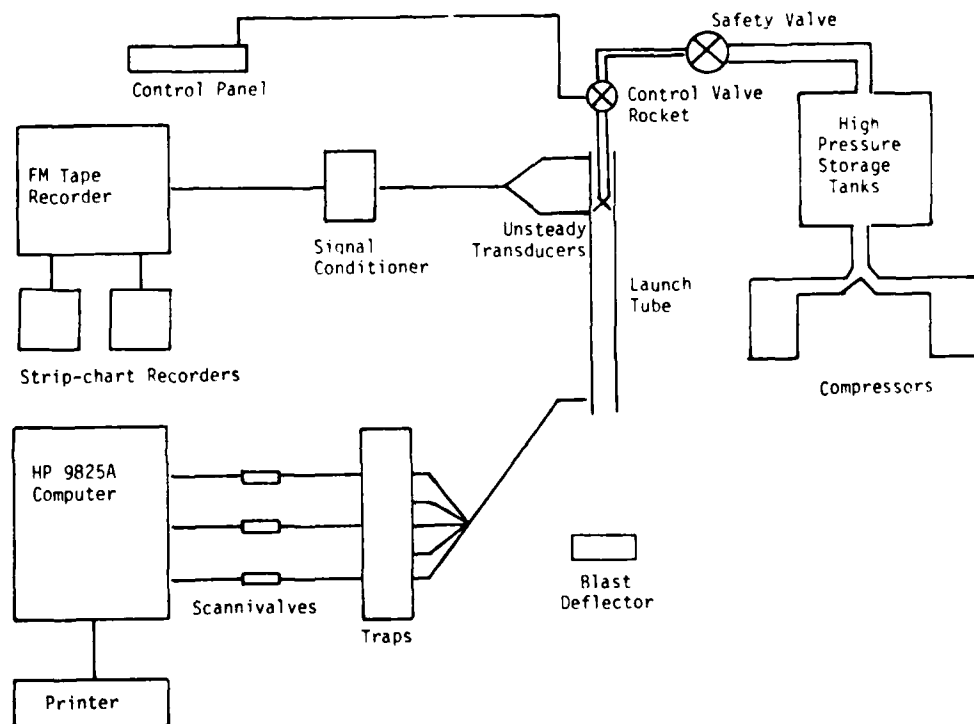 Safety Valve
Control Panel
Control Valve
Rocket
High
Pressure
Storage
Tanks
FM Tape
Recorder
Signal
Conditioner
Unsteady
Transducers
Launch
Tube
Strip-chart Recorders
Compressors
HP 9825A
Computer
Scannivalves
Traps
Blast
Deflector
Printer